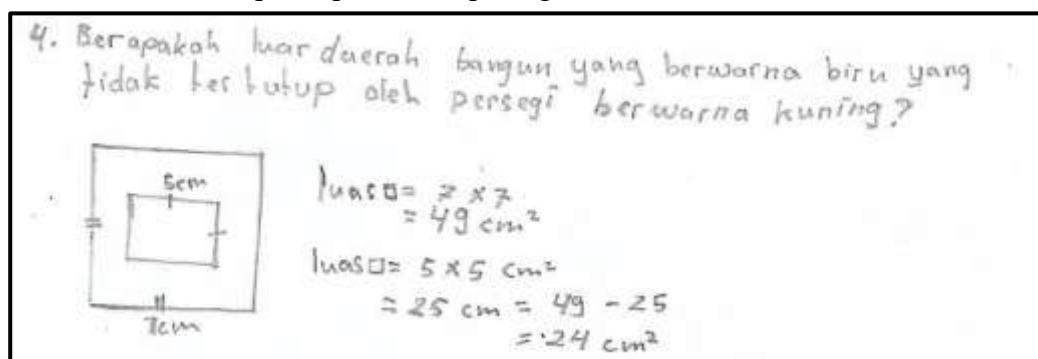 4. Berapakah luar daerah bangun yang berwarna biru yang
tidak tertutup oleh persegi berwarna kuning?
5cm
7cm
luas□ = 7 x 7
= 49 cm²
luas□ = 5 x 5 cm²
= 25 cm = 49 - 25
= 24 cm²